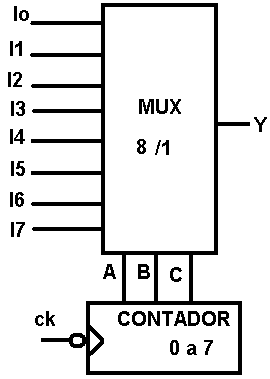 Io
I1
I2
I3
I4
I5
I6
I7
MUX
8 /1
Y
A B C
ck
CONTADOR
0 a 7